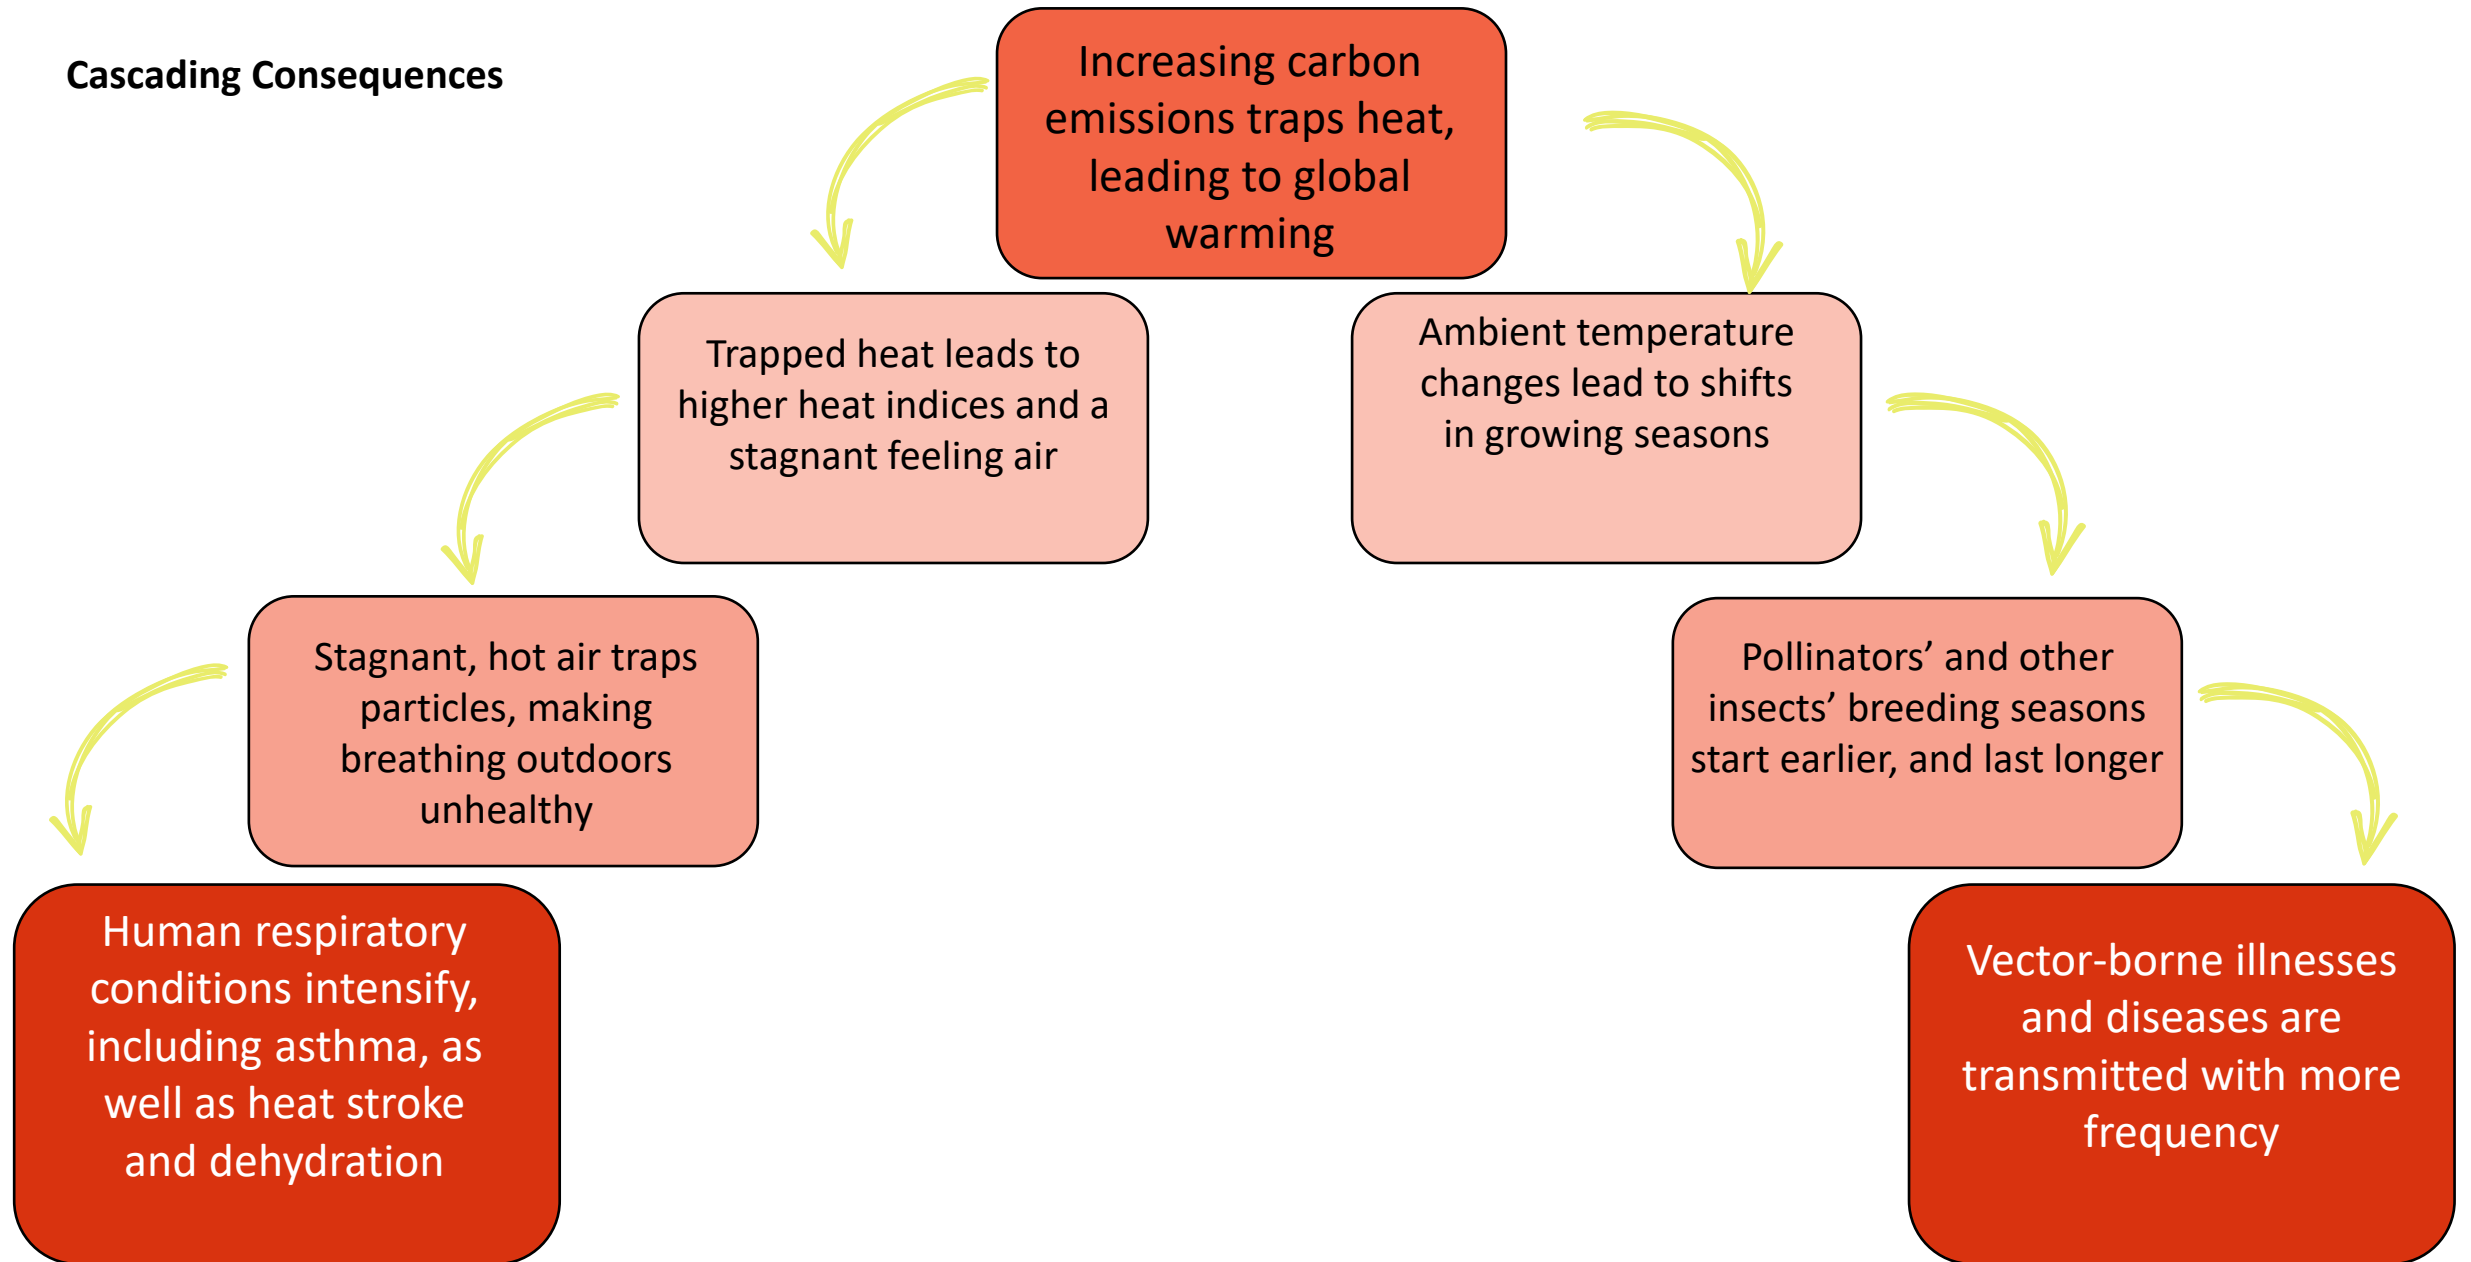 Cascading Consequences
Increasing carbon
emissions traps heat,
leading to global
warming
Trapped heat leads to
higher heat indices and a
stagnant feeling air
Ambient temperature
changes lead to shifts
in growing seasons
Stagnant, hot air traps
particles, making
breathing outdoors
unhealthy
Pollinators’ and other
insects’ breeding seasons
start earlier, and last longer
Human respiratory
conditions intensify,
including asthma, as
well as heat stroke
and dehydration
Vector-borne illnesses
and diseases are
transmitted with more
frequency